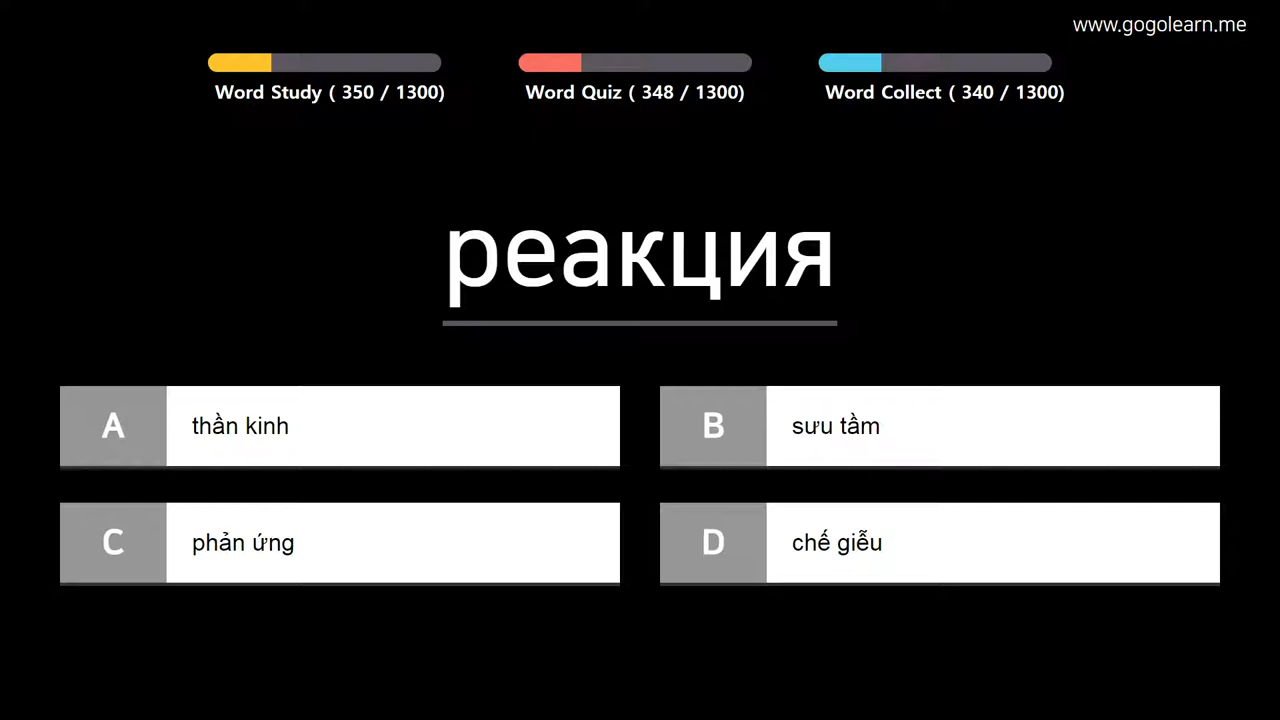 www.gogolearn.me
Word Study ( 350 / 1300)
Word Quiz ( 348 / 1300)
Word Collect ( 340 / 1300)
реакция
A thần kinh
B sưu tầm
C phản ứng
D chế giễu